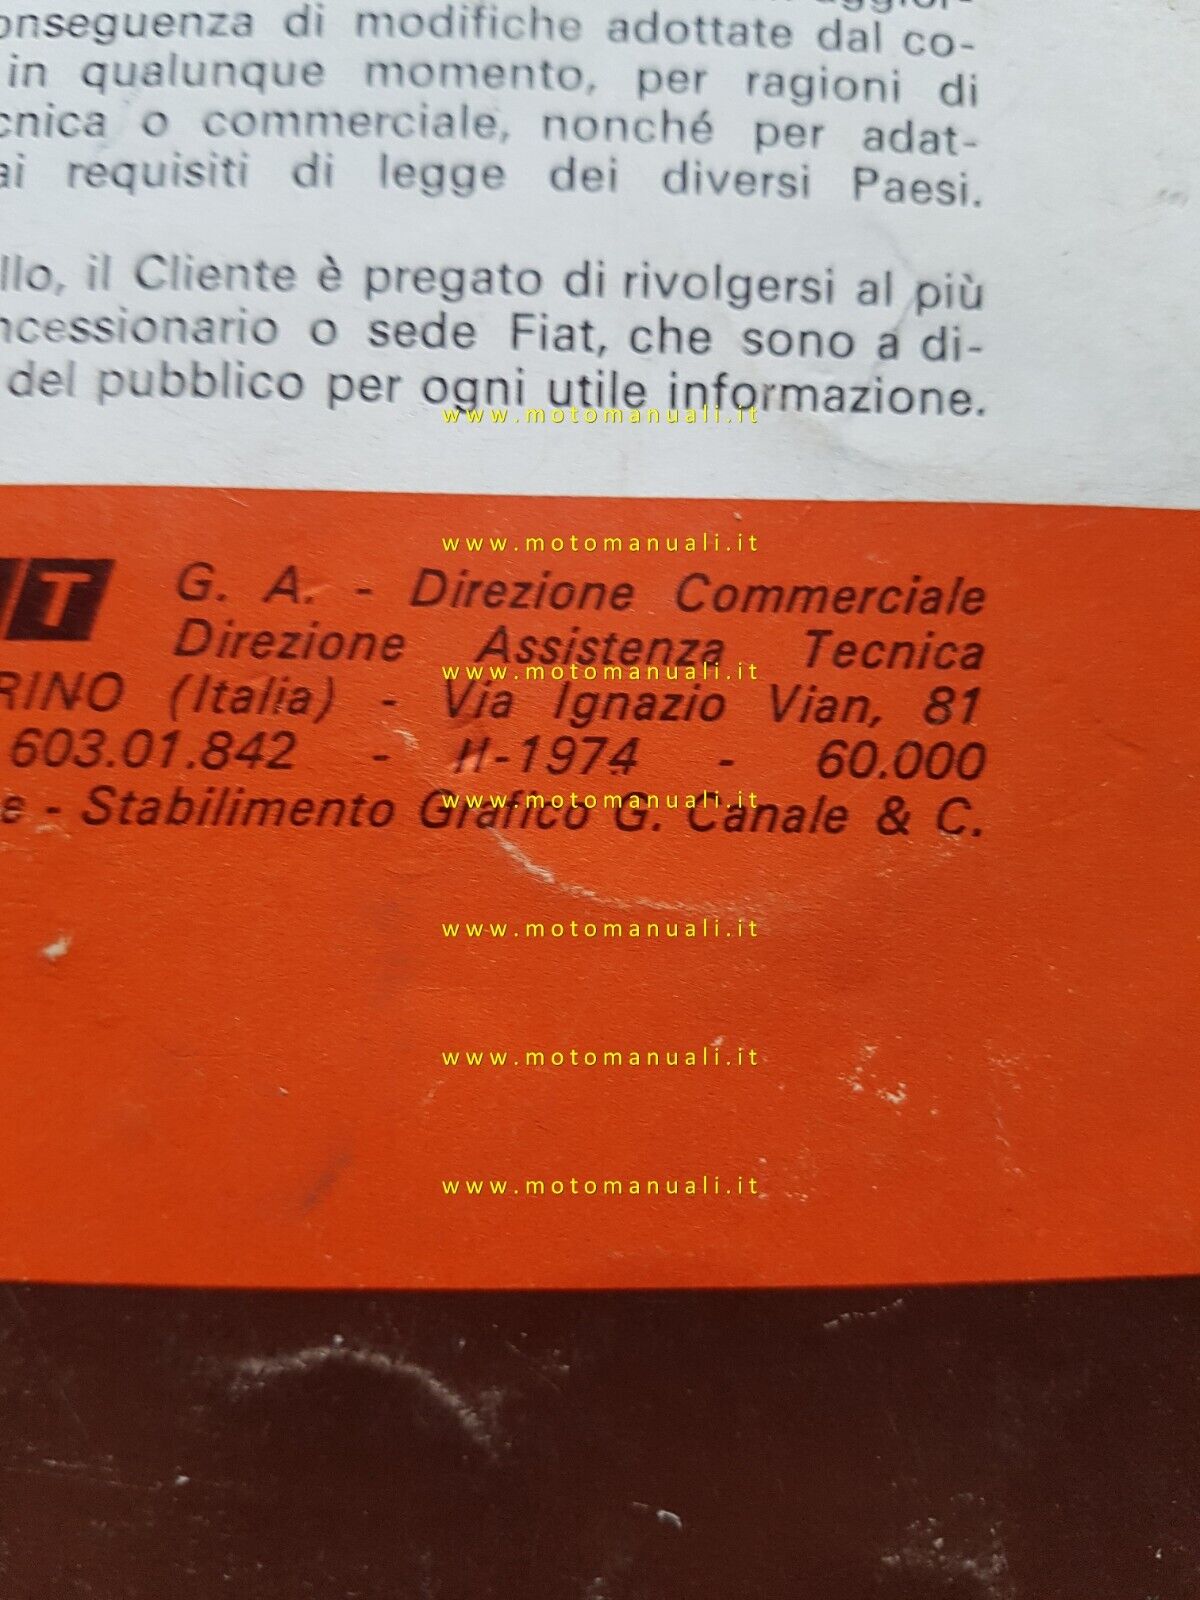 onseguenza di modifiche adottate dal co-
in qualunque momento, per ragioni di
cnica o commerciale, nonché per adat-
ai requisiti di legge dei diversi Paesi.
llo, il Cliente è pregato di rivolgersi al più
ncessionario o sede Fiat, che sono a di-
del pubblico per ogni utile informazione.
www.motomanuali.it
www.motomanuali.it
T G. A. - Direzione Commerciale
Direzione Assistenza Tecnica
www.motomanuali.it
RINO (Italia) - Via Ignazio Vian, 81
603.01.842 - II-1974 - 60.000
www.motomanuali.it
e - Stabilimento Grafico G. Canale & C.
www.motomanuali.it
www.motomanuali.it
www.motomanuali.it